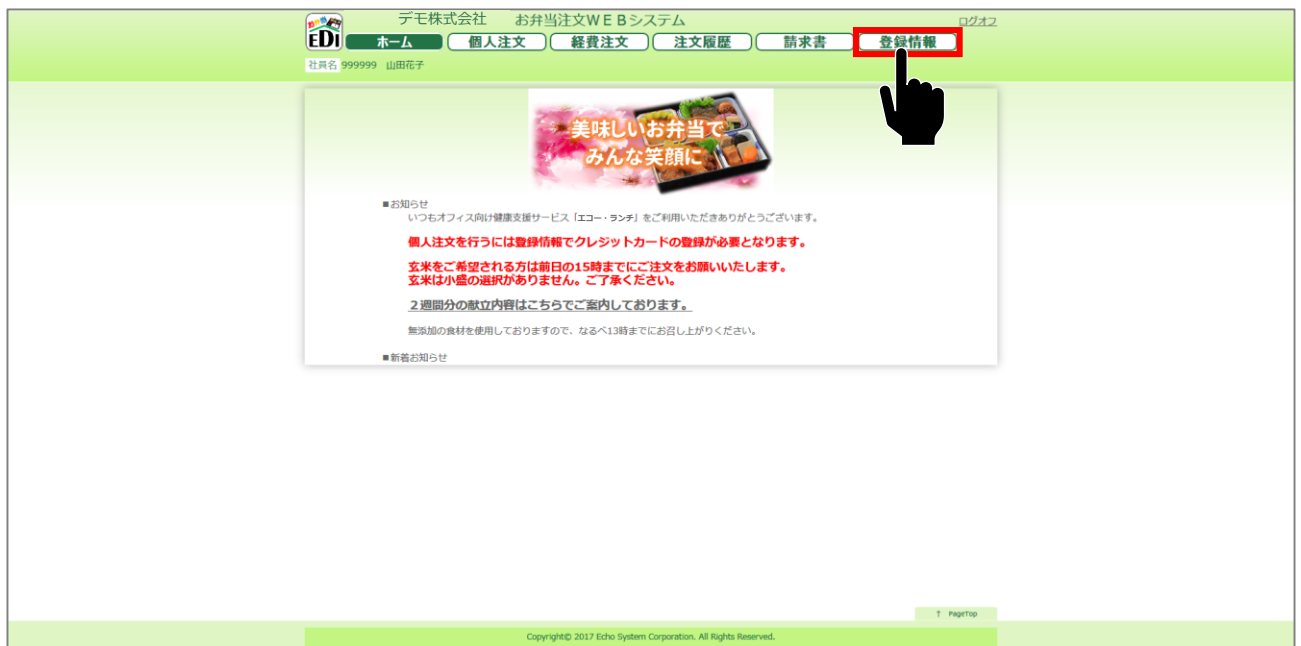 デモ株式会社 お弁当注文WEBシステム
ログオフ
EDI
ホーム 個人注文 経費注文 注文履歴 請求書 登録情報
社員名 999999 山田花子
美味しいお弁当で
みんな笑顔に
■お知らせ
いつもオフィス向け健康支援サービス「エコー・ランチ」をご利用いただきありがとうございます。
個人注文を行うには登録情報でクレジットカードの登録が必要となります。
玄米をご希望される方は前日の15時までにご注文をお願いいたします。
玄米は小盛の選択がありません。ご了承ください。
2週間分の献立内容はこちらでご案内しております。
無添加の食材を使用しておりますので、なるべ13時までにお召し上がりください。
■新着お知らせ
↑ PageTop
Copyright© 2017 Echo System Corporation. All Rights Reserved.